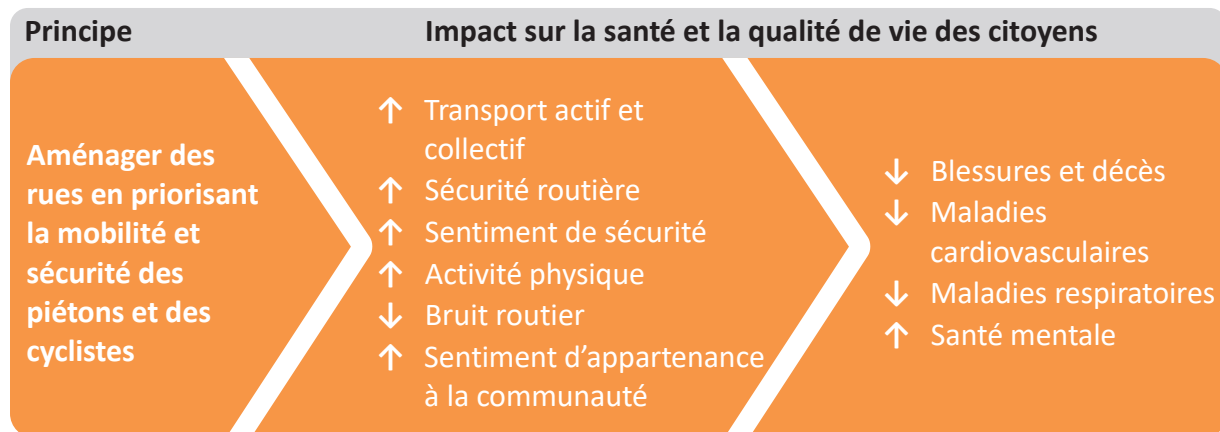 Principe
Impact sur la santé et la qualité de vie des citoyens
Aménager des
rues en priorisant
la mobilité et
sécurité des
piétons et des
cyclistes
↑ Transport actif et
collectif
↑ Sécurité routière
↑ Sentiment de sécurité
↑ Activité physique
↓ Bruit routier
↑ Sentiment d’appartenance
à la communauté
↓ Blessures et décès
↓ Maladies
cardiovasculaires
↓ Maladies respiratoires
↑ Santé mentale